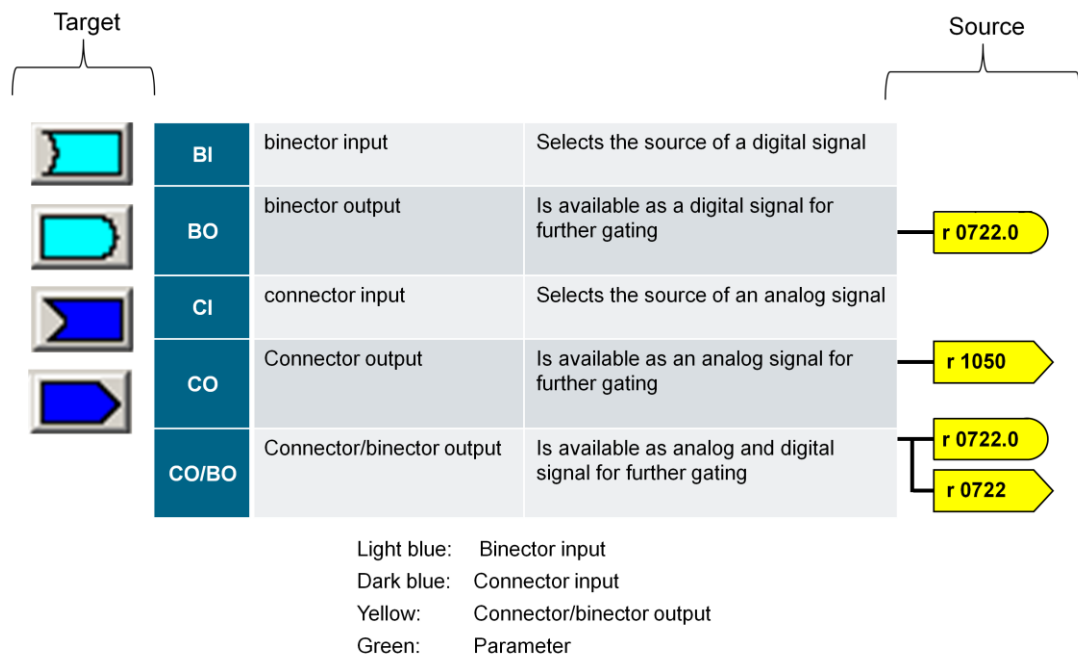 Target
Source
BI
binector input
Selects the source of a digital signal
BO
binector output
Is available as a digital signal for
further gating
r 0722.0
CI
connector input
Selects the source of an analog signal
CO
Connector output
Is available as an analog signal for
further gating
r 1050
CO/BO
Connector/binector output
Is available as analog and digital
signal for further gating
r 0722.0
r 0722
Light blue: Binector input
Dark blue: Connector input
Yellow: Connector/binector output
Green: Parameter